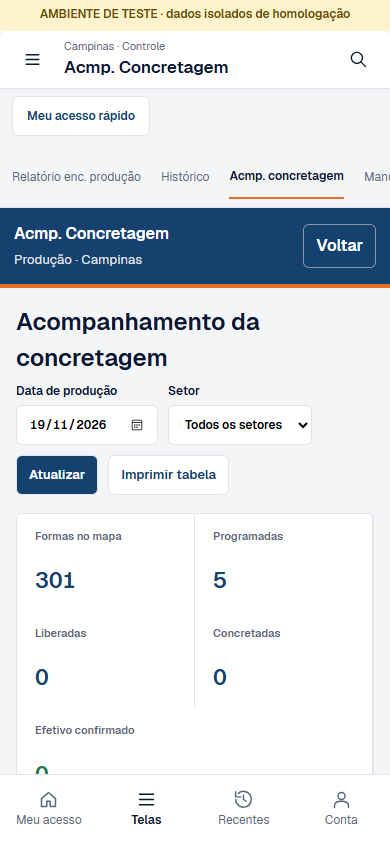 AMBIENTE DE TESTE · dados isolados de homologação
Campinas · Controle
Acmp. Concretagem
Meu acesso rápido
Relatório enc. produção Histórico Acmp. concretagem Manu
Acmp. Concretagem
Produção · Campinas
Voltar
Acompanhamento da
concretagem
Data de produção Setor
19/11/2026 Todos os setores
Atualizar Imprimir tabela
Formas no mapa Programadas
301 5
Liberadas Concretadas
0 0
Efetivo confirmado
0
Meu acesso Telas Recentes Conta